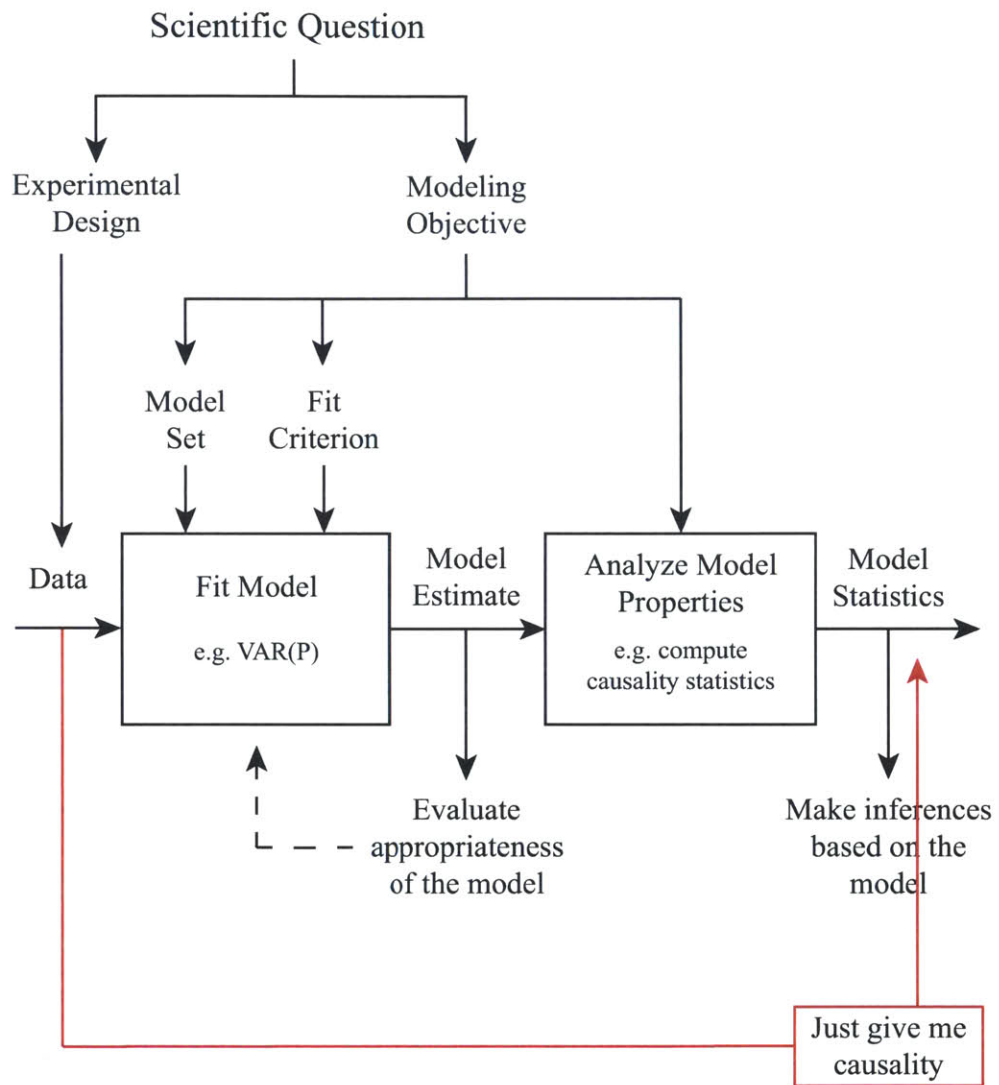 Scientific Question
Experimental
Design
Modeling
Objective
Model
Set
Fit
Criterion
Data
Fit Model
e.g. VAR(P)
Model
Estimate
Analyze Model
Properties
e.g. compute
causality statistics
Model
Statistics
Evaluate
appropriateness
of the model
Make inferences
based on the
model
Just give me
causality